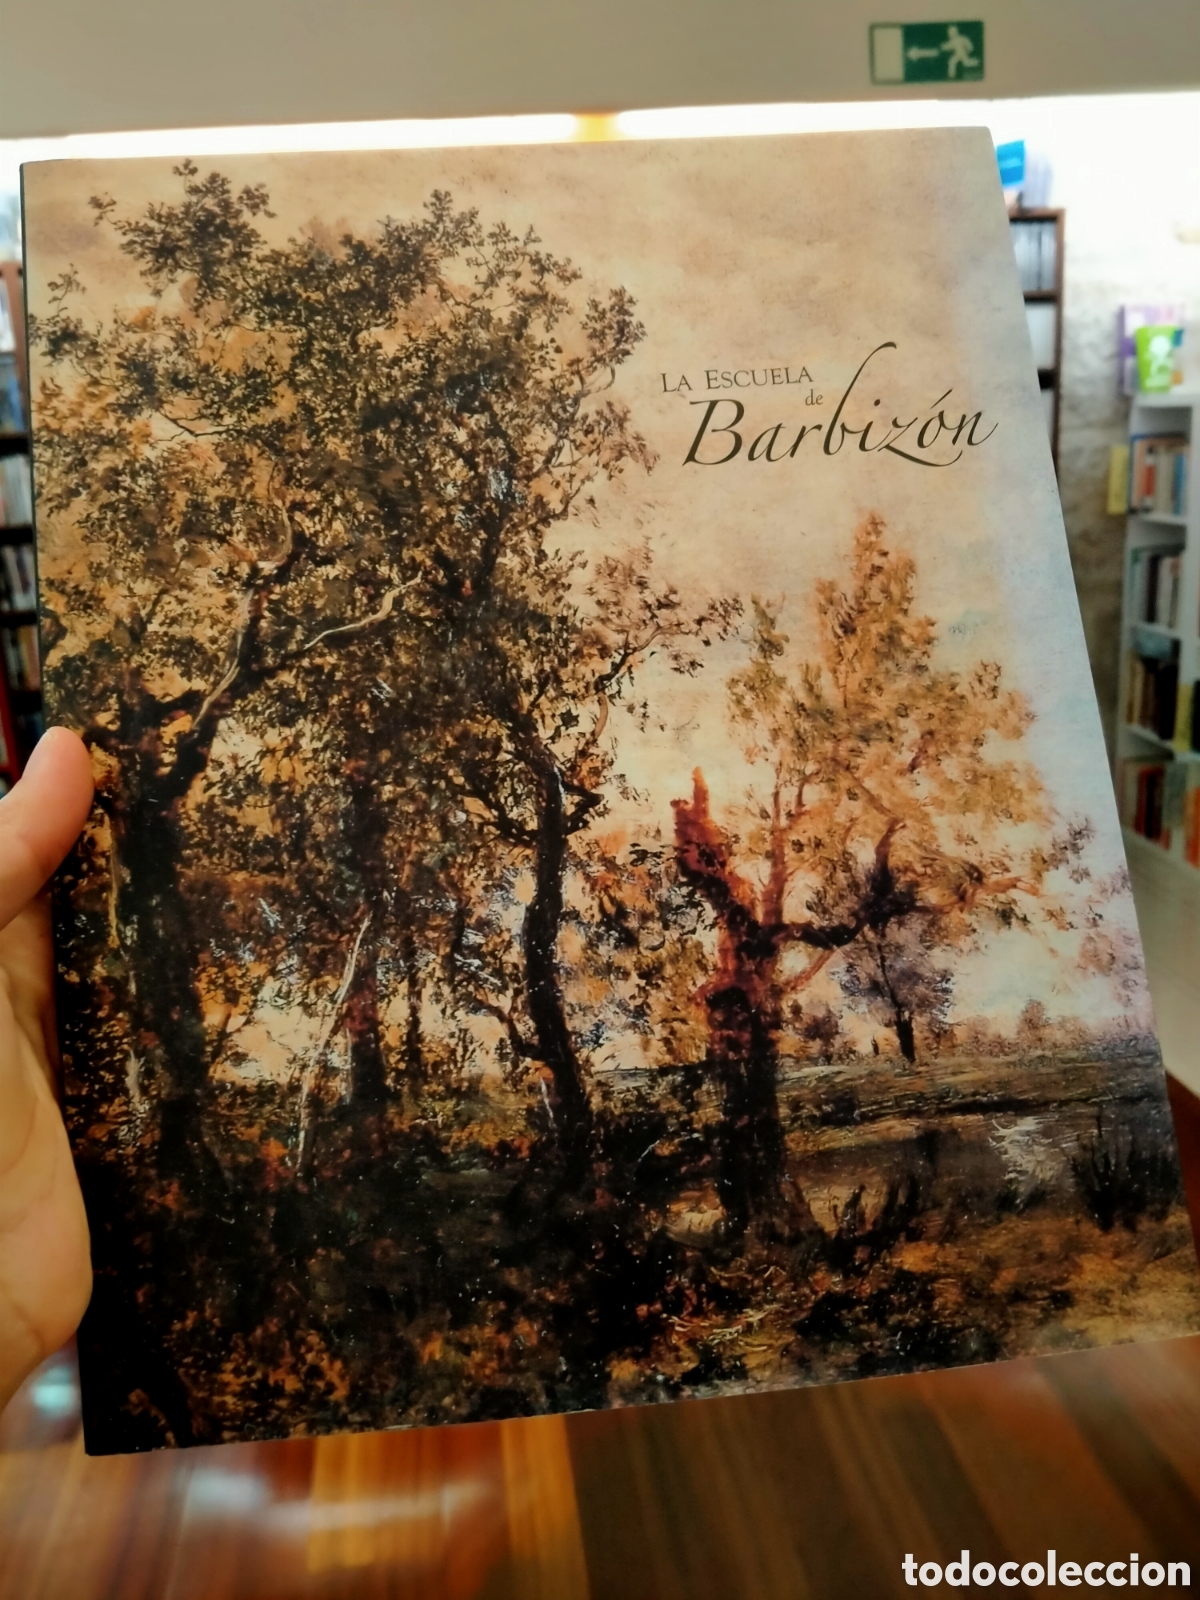 LA ESCUELA
de
Barbizón
todocoleccion